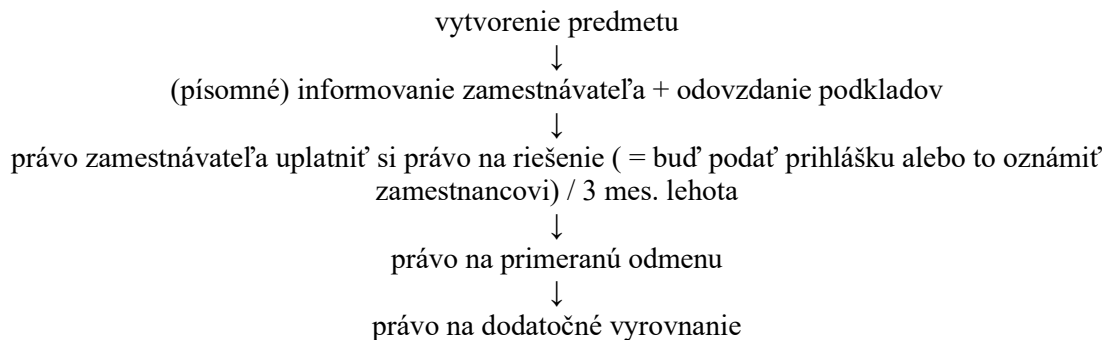 vytvorenie predmetu
↓
(písomné) informovanie zamestnávateľa + odovzdanie podkladov
↓
právo zamestnávateľa uplatniť si právo na riešenie ( = buď podať prihlášku alebo to oznámiť
zamestnancovi) / 3 mes. lehota
↓
právo na primeranú odmenu
↓
právo na dodatočné vyrovnanie